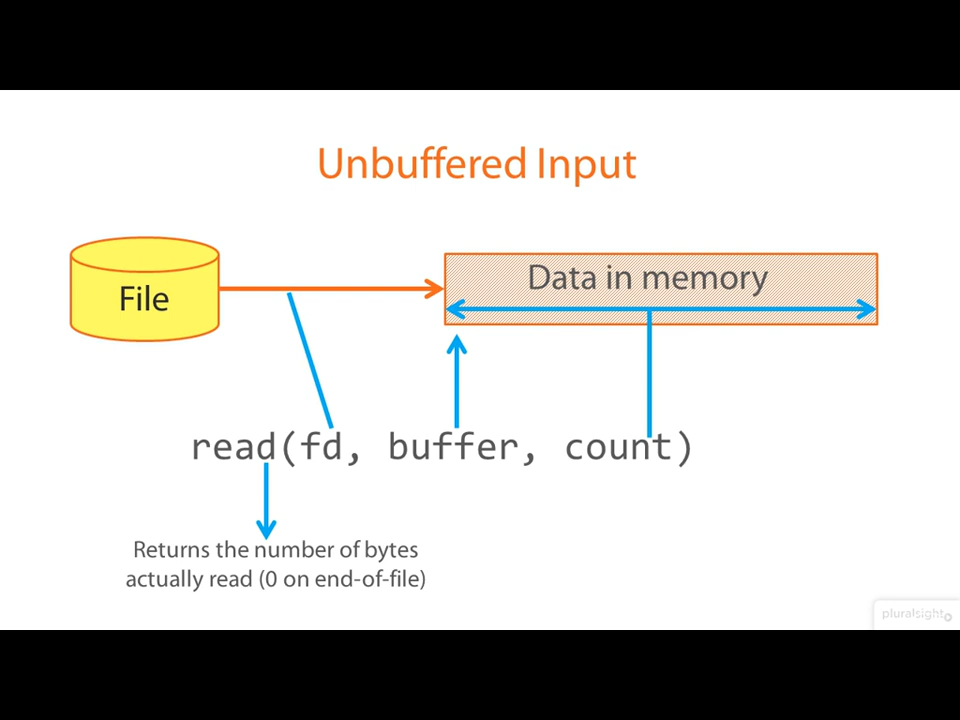 Unbuffered Input
File
Data in memory
read(fd, buffer, count)
Returns the number of bytes
actually read (0 on end-of-file)
pluralsight